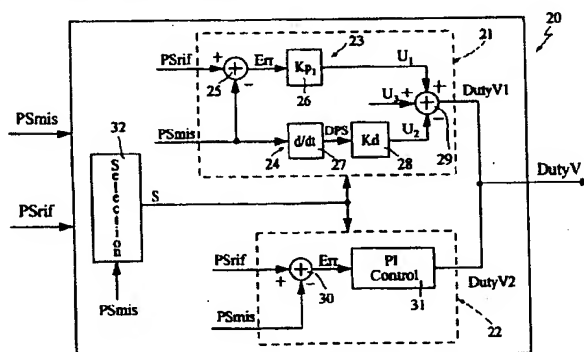 20
PSrif
+
Err
Kp1
23
U1
21
25
−
26
U3
+
+
DutyV1
PSmis
d/dt
DPS
Kd
U2
−
29
24
27
28
PSmis
32
Selection
S
DutyV
PSrif
PSmis
PSrif
Err
PI
Control
+
−
30
31
DutyV2
PSmis
22